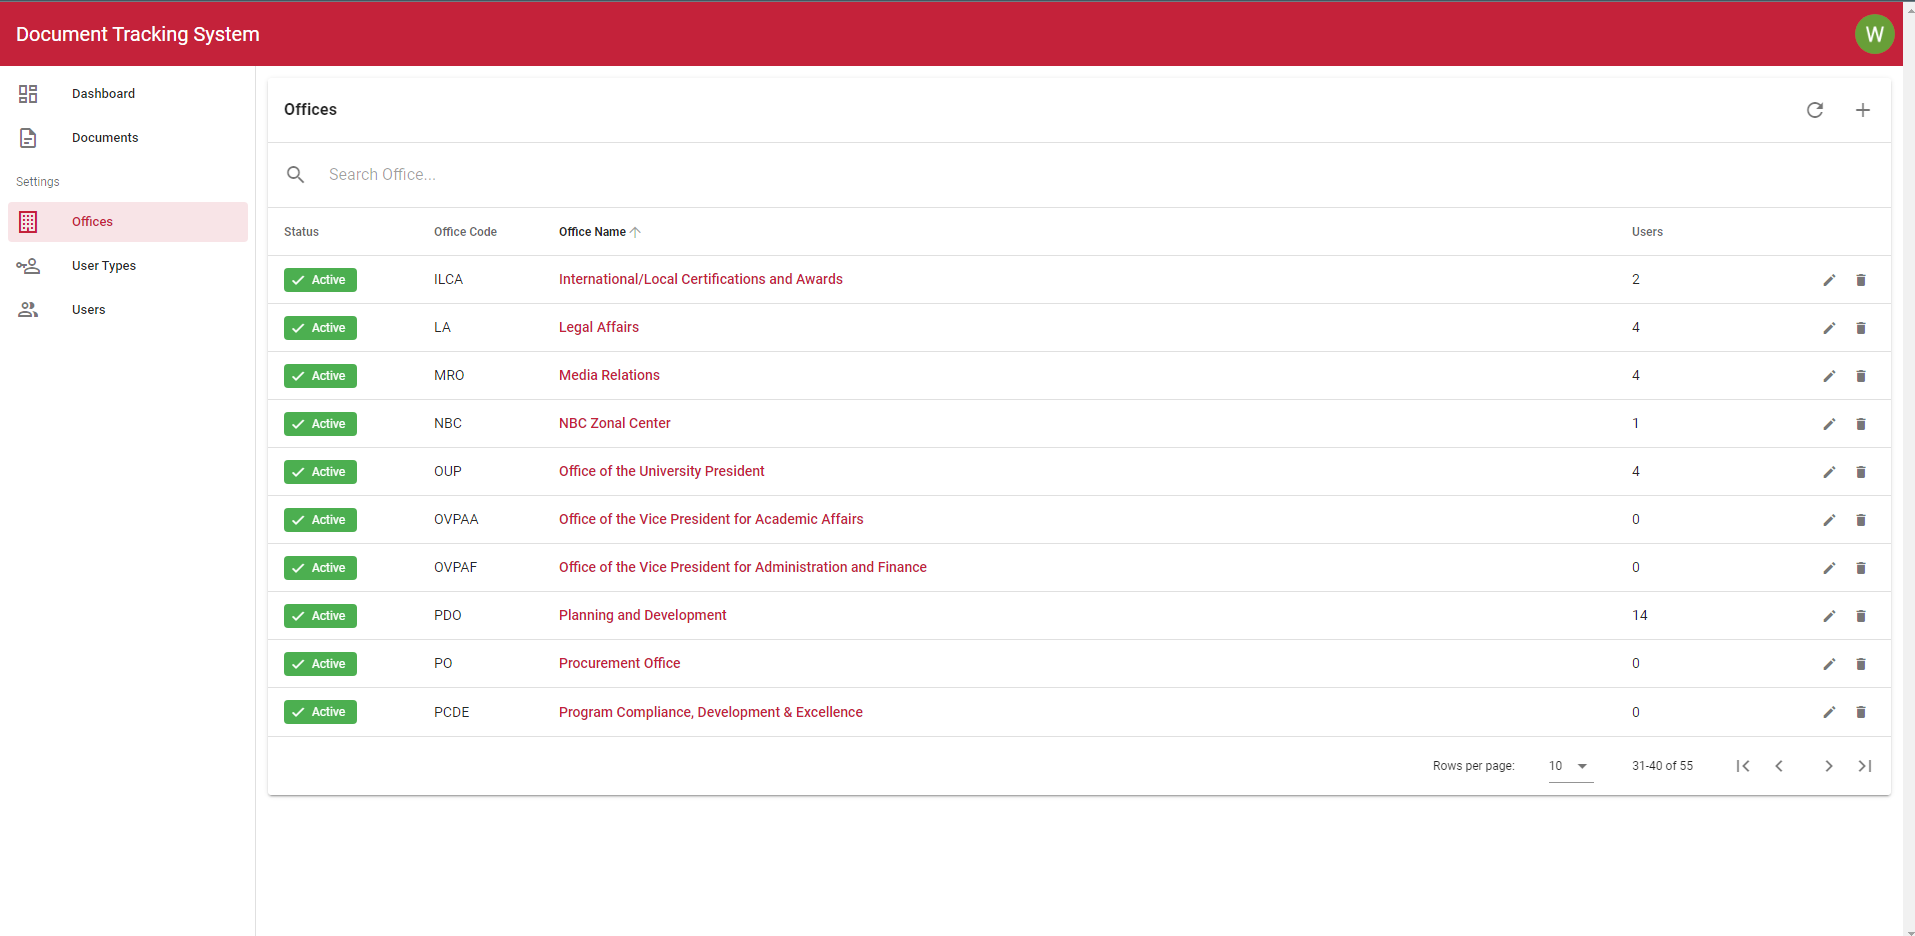 Document Tracking System
W
Dashboard
Documents
Settings
Offices
User Types
Users
Offices
Search Office...
Status Office Code Office Name Users
Active ILCA International/Local Certifications and Awards 2
Active LA Legal Affairs 4
Active MRO Media Relations 4
Active NBC NBC Zonal Center 1
Active OUP Office of the University President 4
Active OVPAA Office of the Vice President for Academic Affairs 0
Active OVPAF Office of the Vice President for Administration and Finance 0
Active PDO Planning and Development 14
Active PO Procurement Office 0
Active PCDE Program Compliance, Development & Excellence 0
Rows per page: 10 31-40 of 55